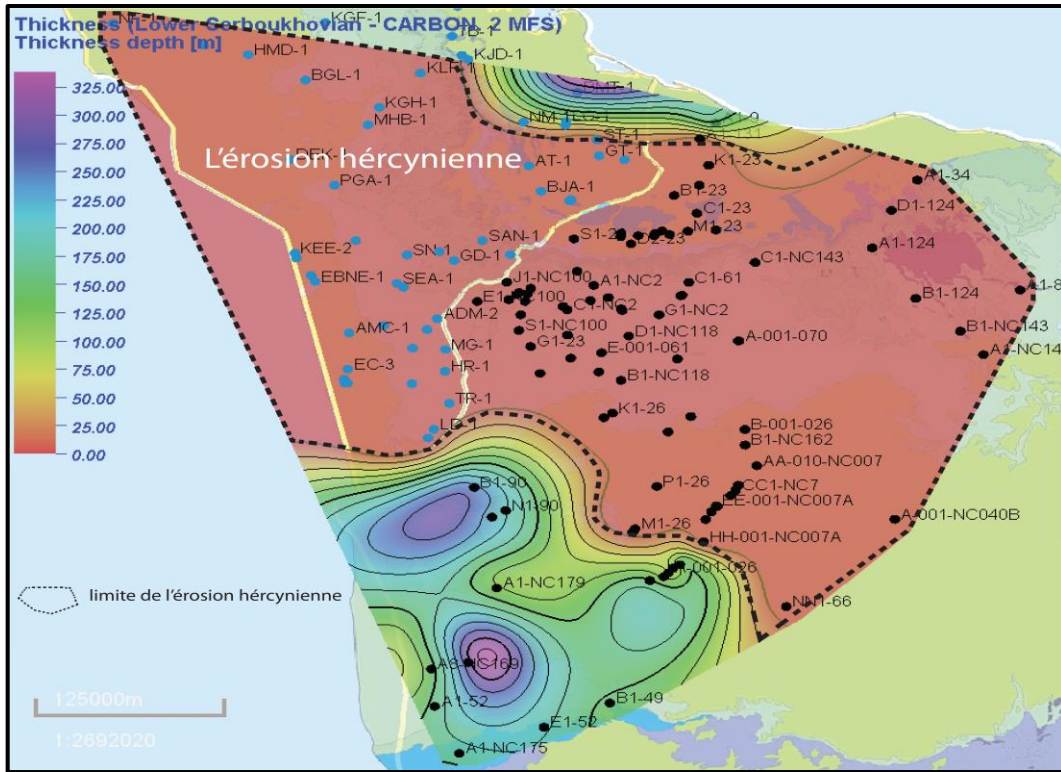 Thickness (Lower Serboukhovian - CARBON_2 MFS)
Thickness depth [m]
KGF-1
HMD-1
KJD-1
BGL-1
KLF-1
325.00
300.00
275.00
250.00
225.00
200.00
175.00
150.00
125.00
100.00
75.00
50.00
25.00
0.00
KGH-1
MHB-1
ST-1
GT-1
L'érosion hércynienne
AT-1
K1-23
PGA-1
BJA-1
B1-23
A1-34
C1-23
D1-124
SAN-1
M1-23
KEE-2
SN-1
GD-1
D2-23
A1-124
EBNE-1
SEA-1
J1-NC100
A1-NC2
C1-61
C1-NC143
E1-NC100
C1-NC2
G1-NC2
B1-124
ADM-2
AMC-1
S1-NC100
D1-NC118
A-001-070
B1-NC143
MG-1
G1-23
E-001-061
EC-3
HR-1
B1-NC118
TR-1
K1-26
LD-1
B-001-026
B1-NC162
AA-010-NC007
B1-90
P1-26
CC1-NC7
N1-90
EE-001-NC007A
M1-26
A-001-NC040B
HH-001-NC007A
A1-NC179
limite de l'érosion hércynienne
NN1-66
125000m
A1-52
B1-49
1:2692020
E1-52
A1-NC175